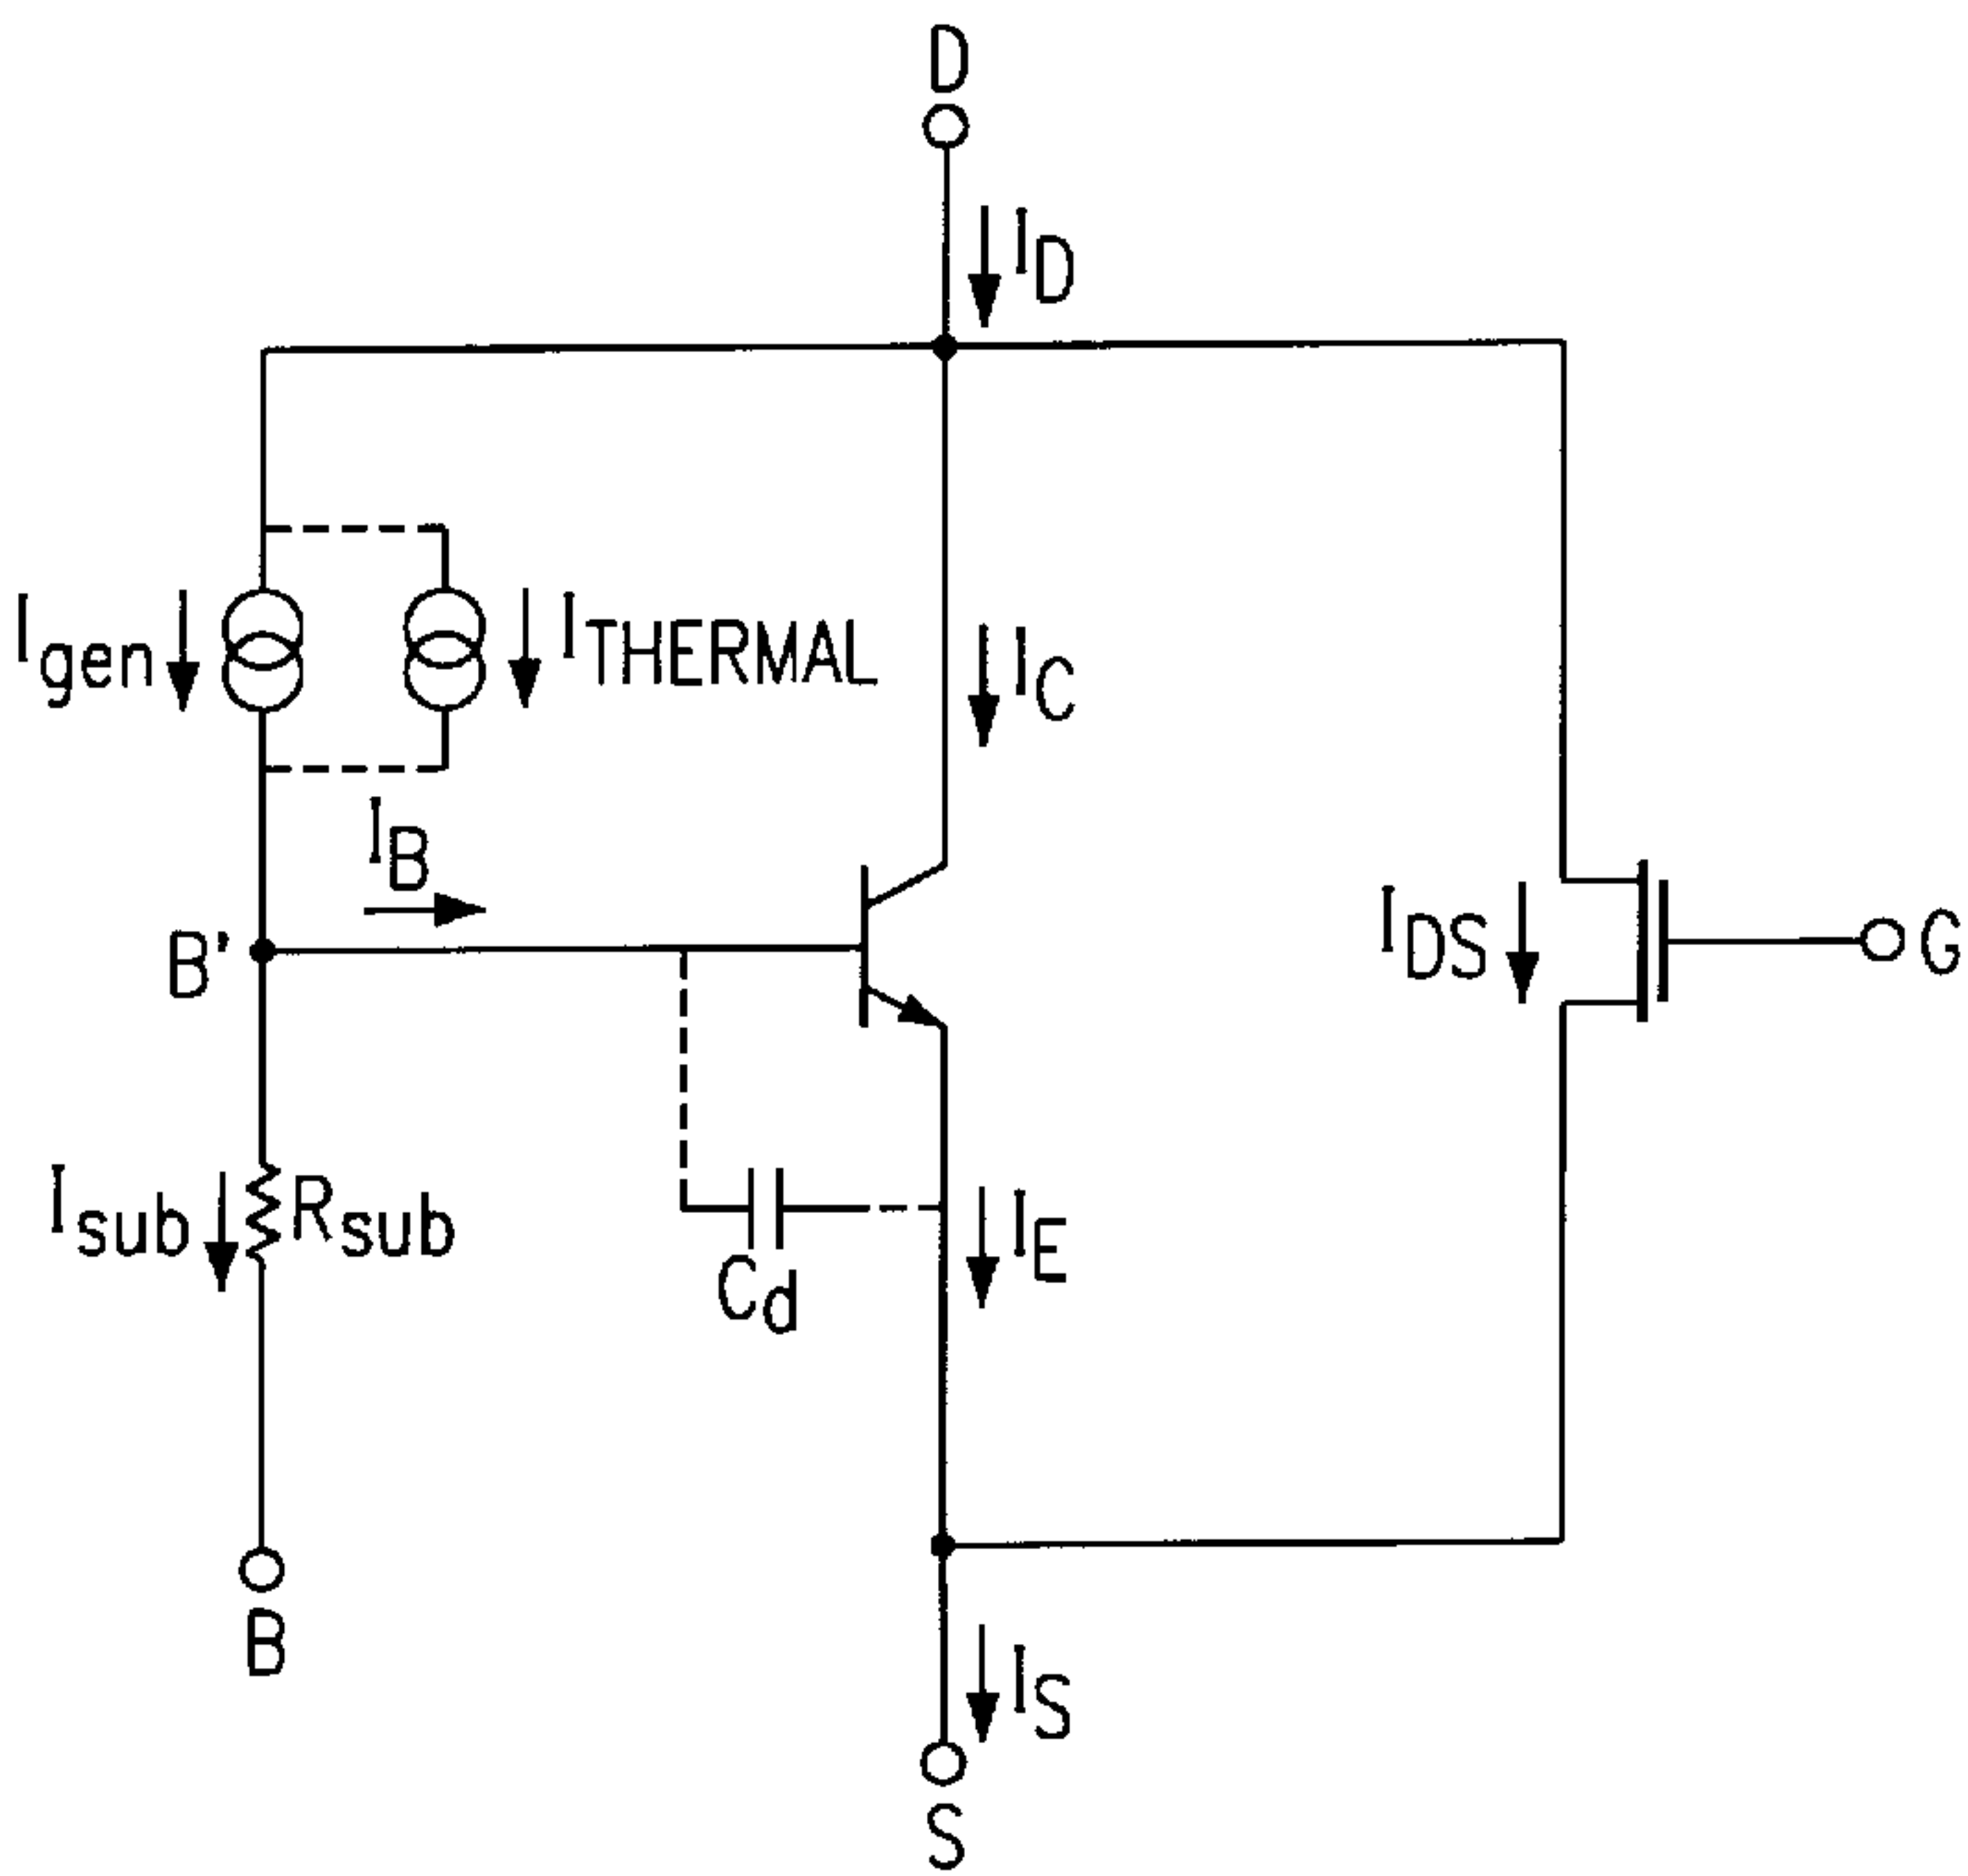 D
I_D
I_gen
I_THERMAL
I_C
I_B
B'
I_DS
G
I_sub
R_sub
C_d
I_E
B
I_S
S